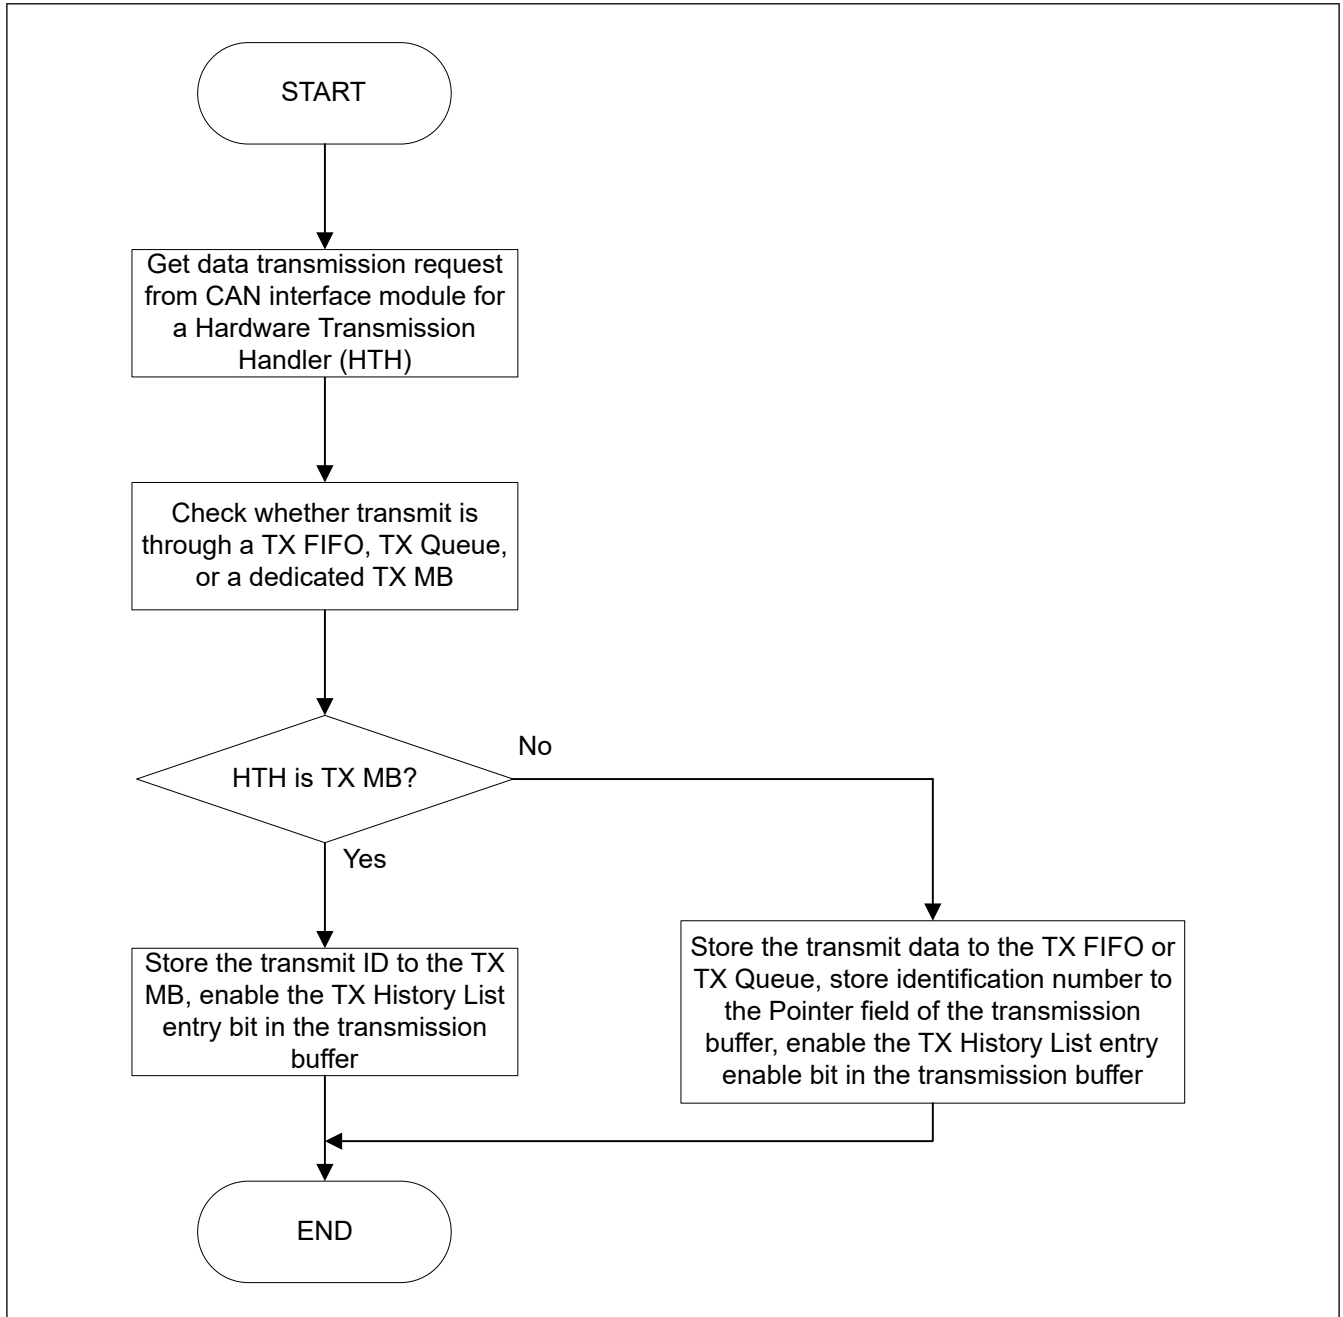 START
Get data transmission request
from CAN interface module for
a Hardware Transmission
Handler (HTH)
Check whether transmit is
through a TX FIFO, TX Queue,
or a dedicated TX MB
HTH is TX MB?
No
Yes
Store the transmit ID to the TX
MB, enable the TX History List
entry bit in the transmission
buffer
Store the transmit data to the TX FIFO or
TX Queue, store identification number to
the Pointer field of the transmission
buffer, enable the TX History List entry
enable bit in the transmission buffer
END